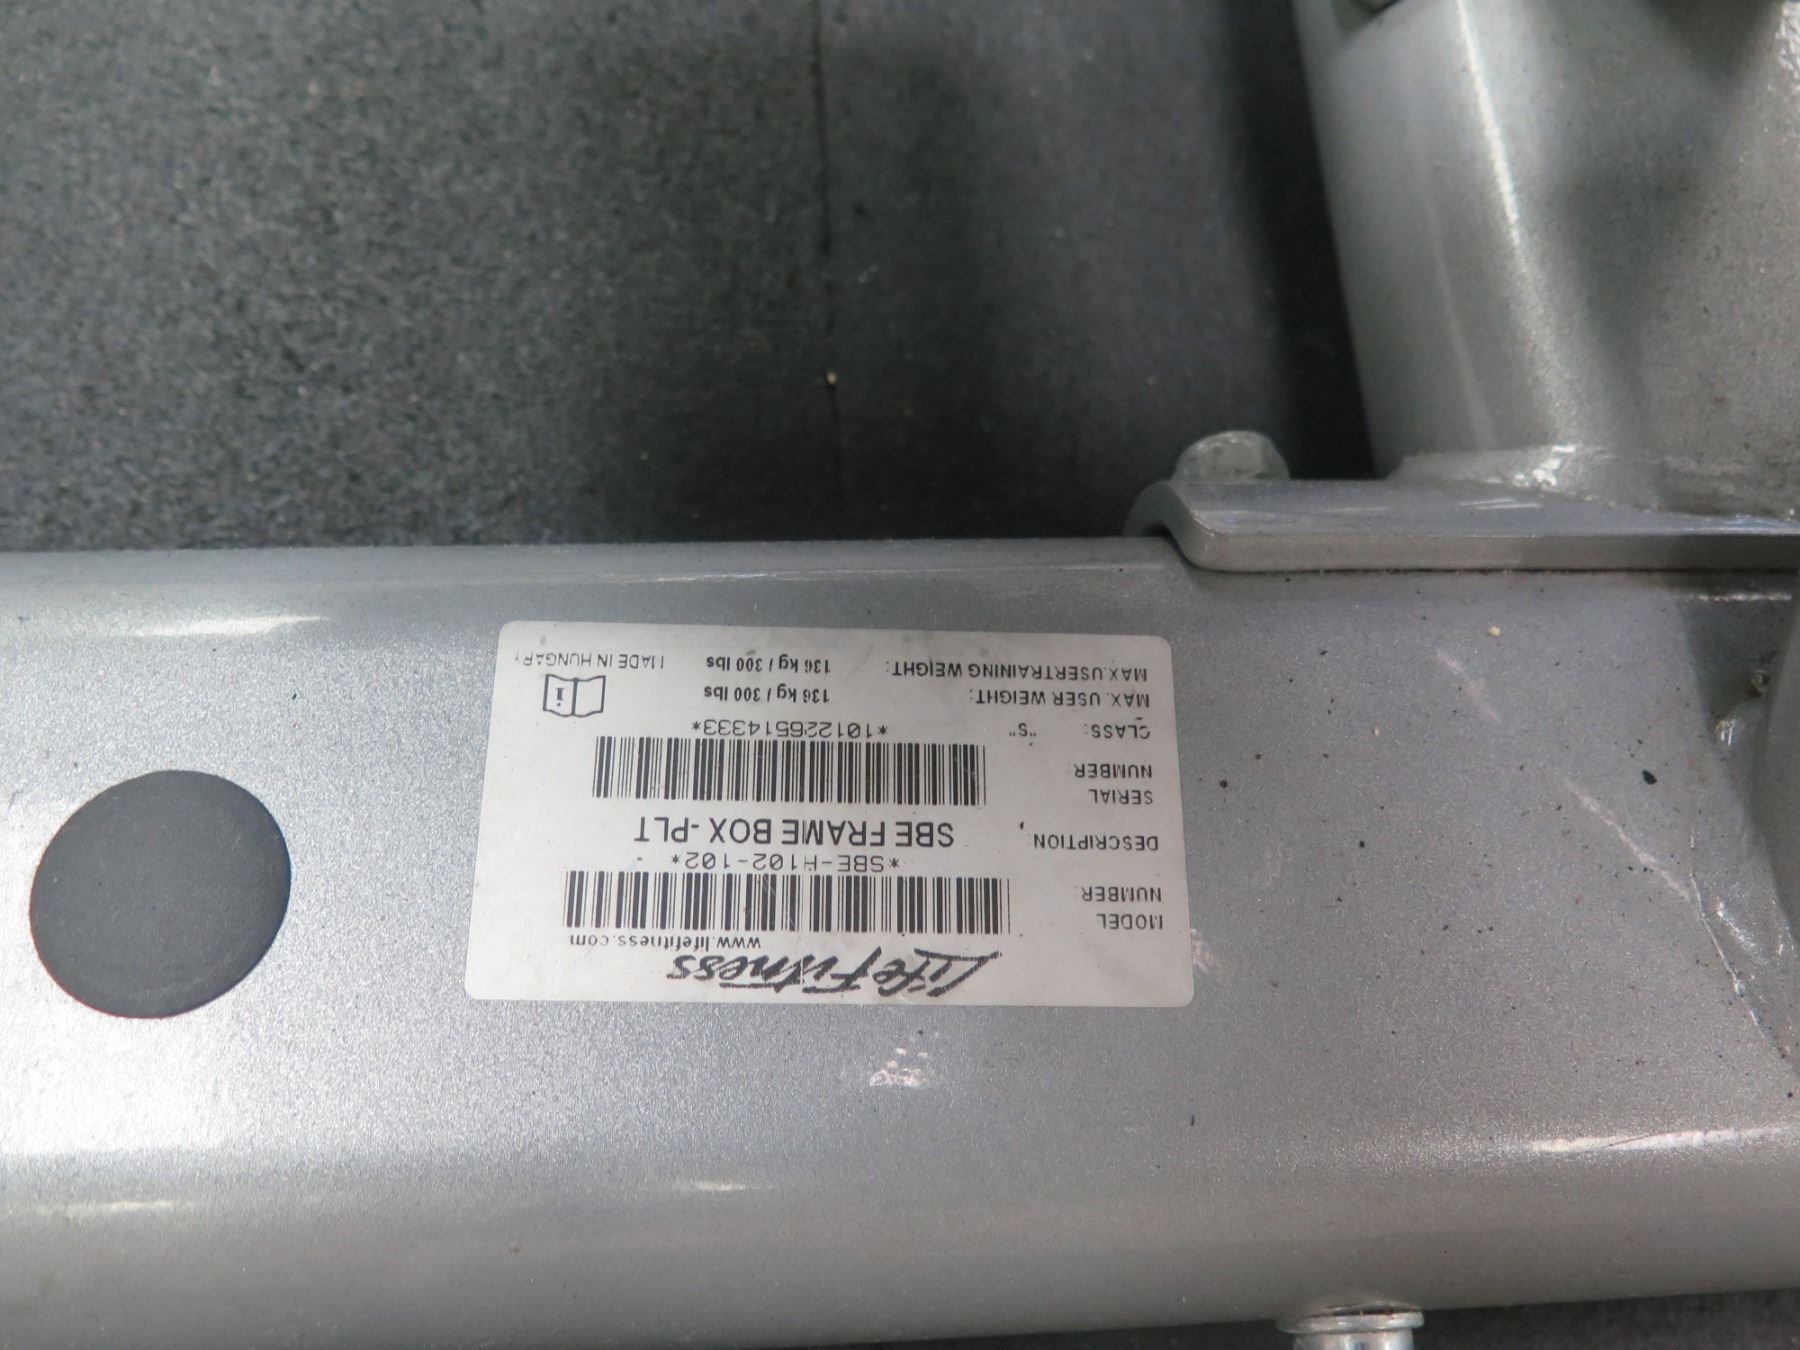 Life Fitness
www.lifefitness.com
MODEL NUMBER: *SBE-H102-102*
DESCRIPTION: SBE FRAME BOX -PLT
SERIAL NUMBER: *101226514333*
CLASS: "S"
MAX. USER WEIGHT: 136 kg / 300 lbs
MAX.USERTRAINING WEIGHT: 136 kg / 300 lbs
i
MADE IN HUNGARY